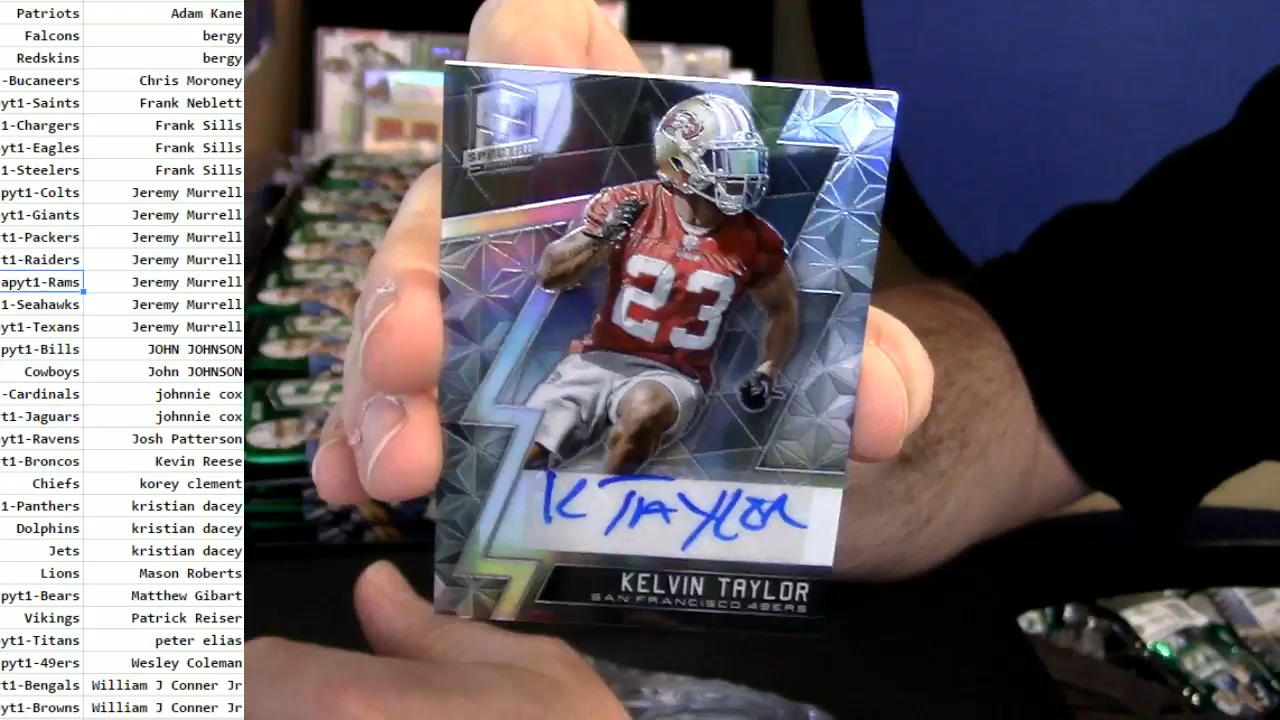 Patriots Adam Kane
Falcons bergy
Redskins bergy
-Bucaneers Chris Moroney
pyt1-Saints Frank Neblett
1-Chargers Frank Sills
yt1-Eagles Frank Sills
1-Steelers Frank Sills
apyt1-Colts Jeremy Murrell
yt1-Giants Jeremy Murrell
t1-Packers Jeremy Murrell
t1-Raiders Jeremy Murrell
apyt1-Rams Jeremy Murrell
1-Seahawks Jeremy Murrell
yt1-Texans Jeremy Murrell
pyt1-Bills JOHN JOHNSON
Cowboys John JOHNSON
-Cardinals johnnie cox
t1-Jaguars johnnie cox
yt1-Ravens Josh Patterson
t1-Broncos Kevin Reese
Chiefs korey clement
1-Panthers kristian dacey
Dolphins kristian dacey
Jets kristian dacey
Lions Mason Roberts
pyt1-Bears Matthew Gibart
Vikings Patrick Reiser
yt1-Titans peter elias
pyt1-49ers Wesley Coleman
t1-Bengals William J Conner Jr
yt1-Browns William J Conner Jr
SPECTRA
23
K TAYLOR
KELVIN TAYLOR
SAN FRANCISCO 49ERS